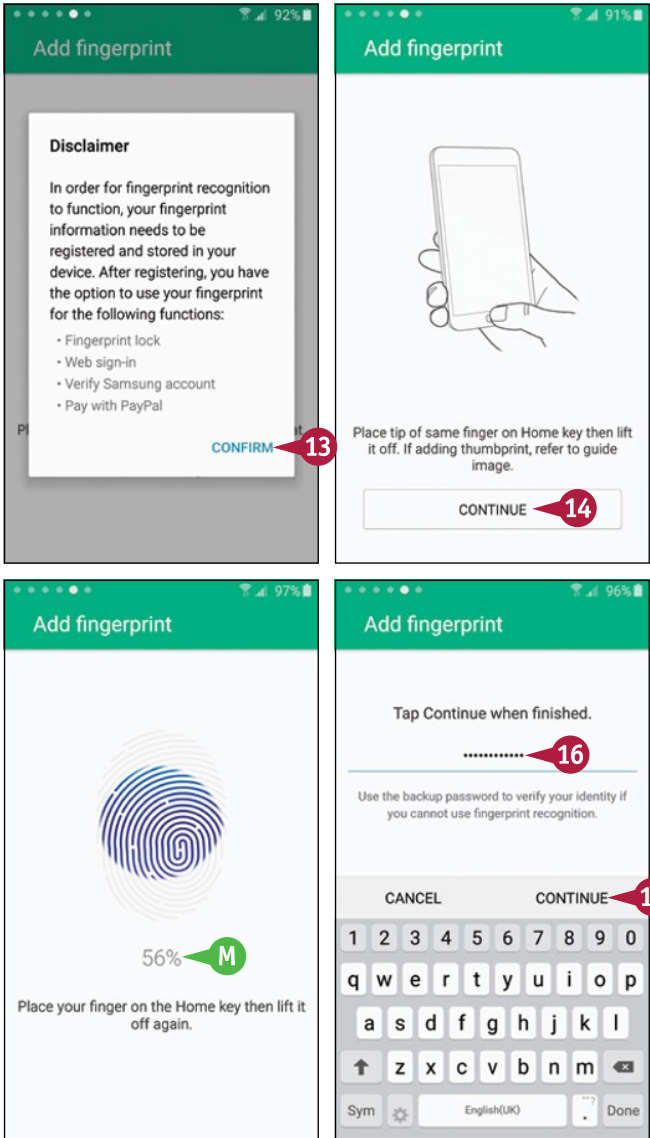 92%
Add fingerprint
Disclaimer
In order for fingerprint recognition
to function, your fingerprint
information needs to be
registered and stored in your
device. After registering, you have
the option to use your fingerprint
for the following functions:
• Fingerprint lock
• Web sign-in
• Verify Samsung account
• Pay with PayPal
CONFIRM
13
91%
Add fingerprint
Place tip of same finger on Home key then lift
it off. If adding thumbprint, refer to guide
image.
CONTINUE
14
97%
Add fingerprint
56%
M
Place your finger on the Home key then lift it
off again.
96%
Add fingerprint
Tap Continue when finished.
••••••••••••
16
Use the backup password to verify your identity if
you cannot use fingerprint recognition.
CANCEL CONTINUE
1 2 3 4 5 6 7 8 9 0
q w e r t y u i o p
a s d f g h j k l
z x c v b n m
Sym English(UK) . Done